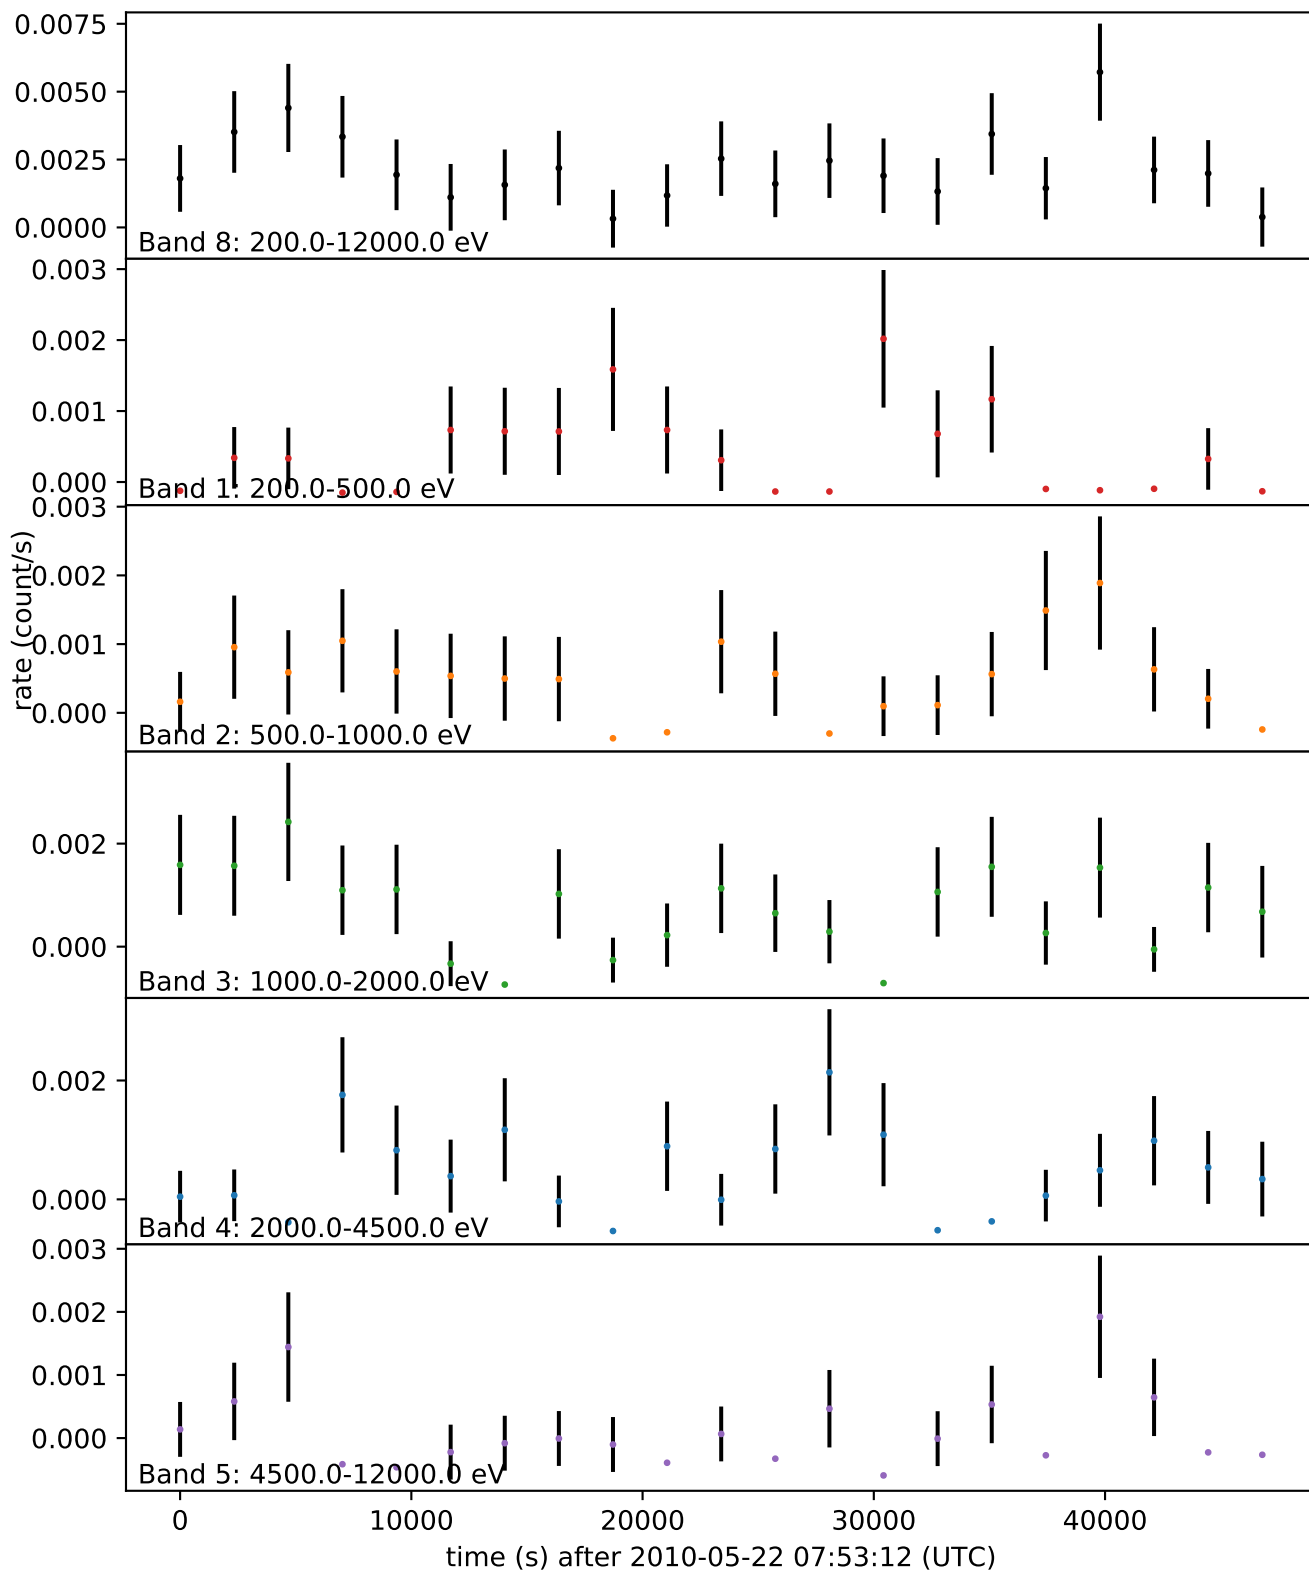 0.0075
0.0050
0.0025
0.0000
Band 8: 200.0-12000.0 eV
0.003
0.002
0.001
0.000
Band 1: 200.0-500.0 eV
0.003
0.002
0.001
0.000
Band 2: 500.0-1000.0 eV
rate (count/s)
0.002
0.000
Band 3: 1000.0-2000.0 eV
0.002
0.000
Band 4: 2000.0-4500.0 eV
0.003
0.002
0.001
0.000
Band 5: 4500.0-12000.0 eV
0 10000 20000 30000 40000
time (s) after 2010-05-22 07:53:12 (UTC)